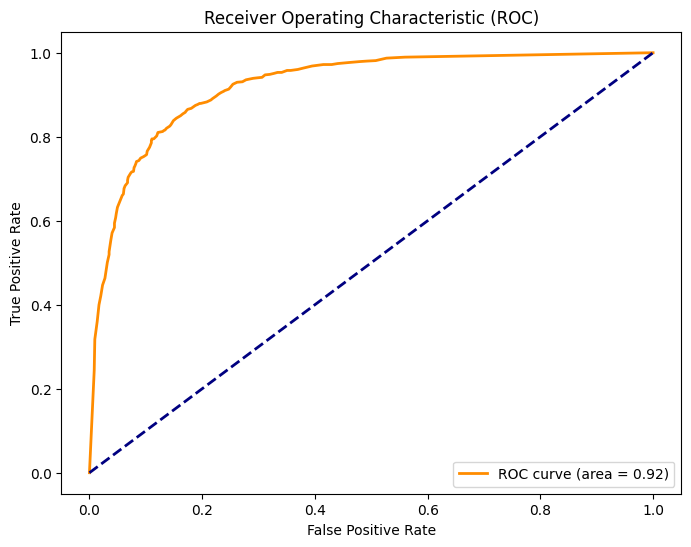 Receiver Operating Characteristic (ROC)
1.0
0.8
0.6
0.4
0.2
0.0
True Positive Rate
ROC curve (area = 0.92)
0.0 0.2 0.4 0.6 0.8 1.0
False Positive Rate